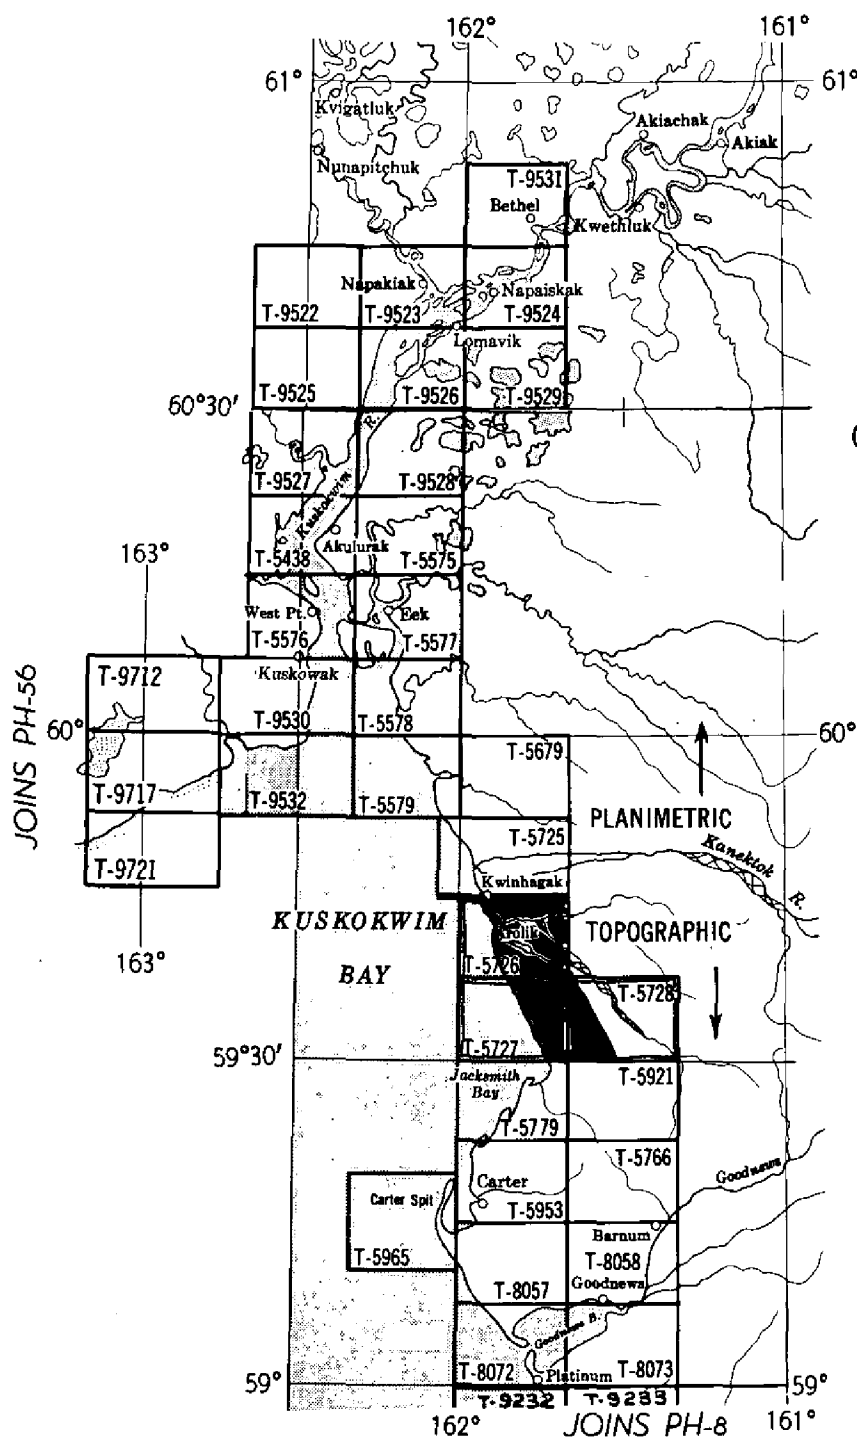 162°
161°
61°
61°
Kvigatluk
Akiachak
Akiak
Nunapitchuk
T-9531
Bethel
Kwethluk
Napakiak
Napaiskak
T-9522
T-9523
T-9524
Lomavik
T-9525
T-9526
T-9529
60°30'
R.
Kuskokwim
T-9527
T-9528
163°
Akulurak
T-5438
T-5575
West Pt.
Eek
T-5576
T-5577
JOINS PH-56
T-9712
Kuskowak
T-9530
T-5578
60°
60°
T-5679
T-9717
T-9532
T-5579
PLANIMETRIC
T-5725
Kanektok
R.
T-9721
Kwinhagak
KUSKOKWIM
BAY
TOPOGRAPHIC
T-5726
163°
T-5728
T-5727
59°30'
Jacksmith
Bay
T-5921
T-5779
T-5766
Goodnews
Carter Spit
Carter
T-5953
Barnum
T-5965
T-8058
T-8057
Goodnews
Goodnews B.
T-8072
Platinum
T-8073
59°
59°
T-9232
T-9233
162°
JOINS PH-8
161°